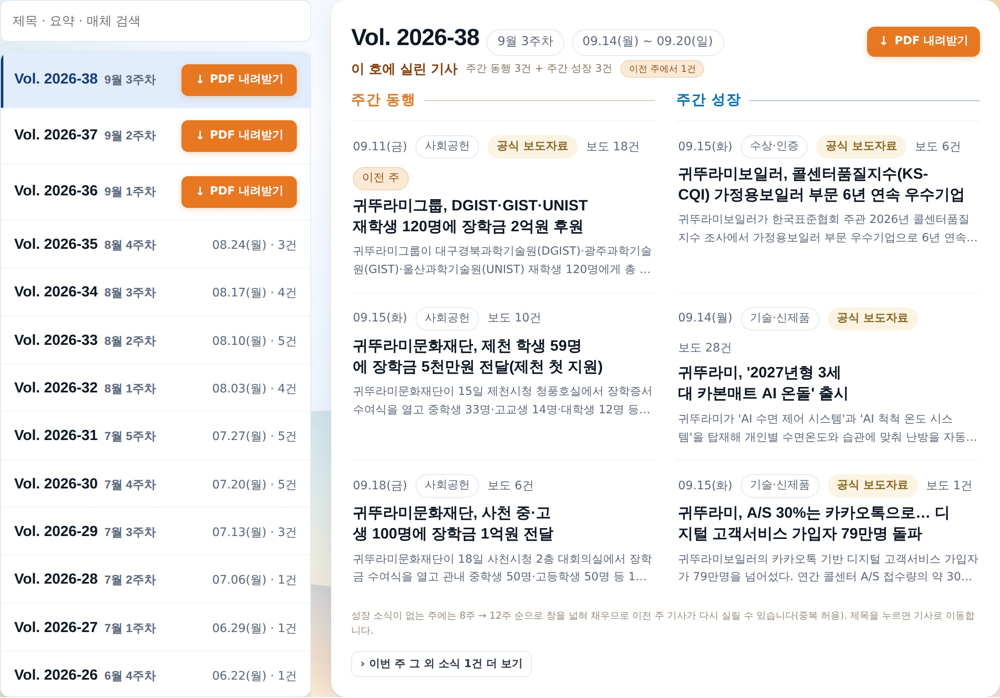 제목 · 요약 · 매체 검색
Vol. 2026-38 9월 3주차 ↓ PDF 내려받기
Vol. 2026-37 9월 2주차 ↓ PDF 내려받기
Vol. 2026-36 9월 1주차 ↓ PDF 내려받기
Vol. 2026-35 8월 4주차 08.24(월) · 3건
Vol. 2026-34 8월 3주차 08.17(월) · 4건
Vol. 2026-33 8월 2주차 08.10(월) · 5건
Vol. 2026-32 8월 1주차 08.03(월) · 4건
Vol. 2026-31 7월 5주차 07.27(월) · 5건
Vol. 2026-30 7월 4주차 07.20(월) · 5건
Vol. 2026-29 7월 3주차 07.13(월) · 3건
Vol. 2026-28 7월 2주차 07.06(월) · 1건
Vol. 2026-27 7월 1주차 06.29(월) · 1건
Vol. 2026-26 6월 4주차 06.22(월) · 1건
Vol. 2026-38 9월 3주차 09.14(월) ~ 09.20(일) ↓ PDF 내려받기
이 호에 실린 기사 주간 동행 3건 + 주간 성장 3건 이전 주에서 1건
주간 동행
09.11(금) 사회공헌 공식 보도자료 보도 18건
이전 주
귀뚜라미그룹, DGIST·GIST·UNIST
재학생 120명에 장학금 2억원 후원
귀뚜라미그룹이 대구경북과학기술원(DGIST)·광주과학기술
원(GIST)·울산과학기술원(UNIST) 재학생 120명에게 총 …
09.15(화) 사회공헌 보도 10건
귀뚜라미문화재단, 제천 학생 59명
에 장학금 5천만원 전달(제천 첫 지원)
귀뚜라미문화재단이 15일 제천시청 청풍호실에서 장학증서
수여식을 열고 중학생 33명·고교생 14명·대학생 12명 등…
09.18(금) 사회공헌 보도 6건
귀뚜라미문화재단, 사천 중·고
생 100명에 장학금 1억원 전달
귀뚜라미문화재단이 18일 사천시청 2층 대회의실에서 장학
금 수여식을 열고 관내 중학생 50명·고등학생 50명 등 1…
주간 성장
09.15(화) 수상·인증 공식 보도자료 보도 6건
귀뚜라미보일러, 콜센터품질지수(KS-
CQI) 가정용보일러 부문 6년 연속 우수기업
귀뚜라미보일러가 한국표준협회 주관 2026년 콜센터품질
지수 조사에서 가정용보일러 부문 우수기업으로 6년 연속…
09.14(월) 기술·신제품 공식 보도자료
보도 28건
귀뚜라미, '2027년형 3세
대 카본매트 AI 온돌' 출시
귀뚜라미가 'AI 수면 제어 시스템'과 'AI 척척 온도 시스
템'을 탑재해 개인별 수면온도와 습관에 맞춰 난방을 자동…
09.15(화) 기술·신제품 공식 보도자료 보도 1건
귀뚜라미, A/S 30%는 카카오톡으로… 디
지털 고객서비스 가입자 79만명 돌파
귀뚜라미보일러의 카카오톡 기반 디지털 고객서비스 가입자
가 79만명을 넘어섰다. 연간 콜센터 A/S 접수량의 약 30…
성장 소식이 없는 주에는 8주 → 12주 순으로 창을 넓혀 채우므로 이전 주 기사가 다시 실릴 수 있습니다(중복 허용). 제목을 누르면 기사로 이동합
니다.
› 이번 주 그 외 소식 1건 더 보기